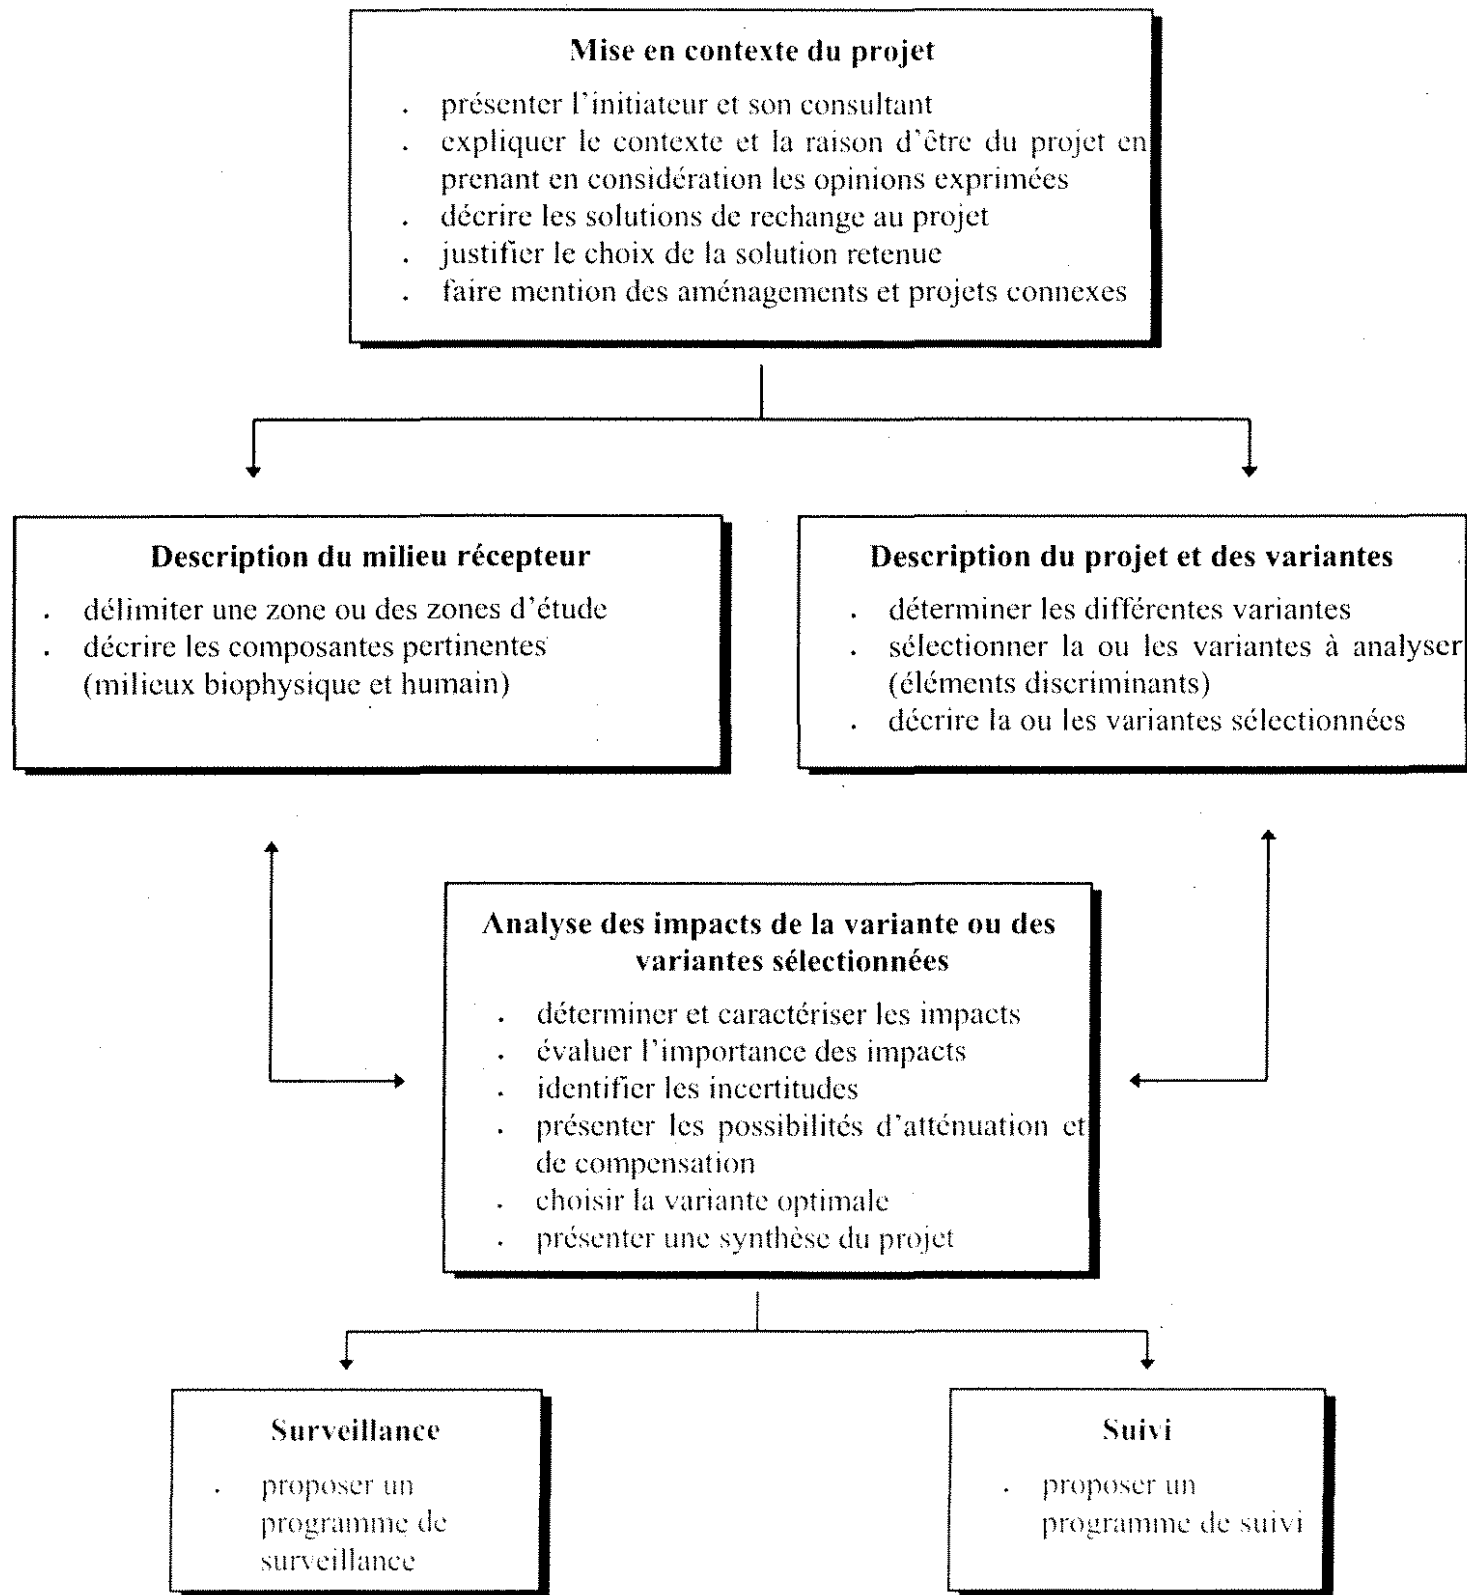 Mise en contexte du projet
. présenter l'initiateur et son consultant
. expliquer le contexte et la raison d'être du projet en
prenant en considération les opinions exprimées
. décrire les solutions de rechange au projet
. justifier le choix de la solution retenue
. faire mention des aménagements et projets connexes
Description du milieu récepteur
. délimiter une zone ou des zones d'étude
. décrire les composantes pertinentes
(milieux biophysique et humain)
Description du projet et des variantes
. déterminer les différentes variantes
. sélectionner la ou les variantes à analyser
(éléments discriminants)
. décrire la ou les variantes sélectionnées
Analyse des impacts de la variante ou des
variantes sélectionnées
. déterminer et caractériser les impacts
. évaluer l'importance des impacts
. identifier les incertitudes
. présenter les possibilités d'atténuation et
de compensation
. choisir la variante optimale
. présenter une synthèse du projet
Surveillance
. proposer un
programme de
surveillance
Suivi
. proposer un
programme de suivi